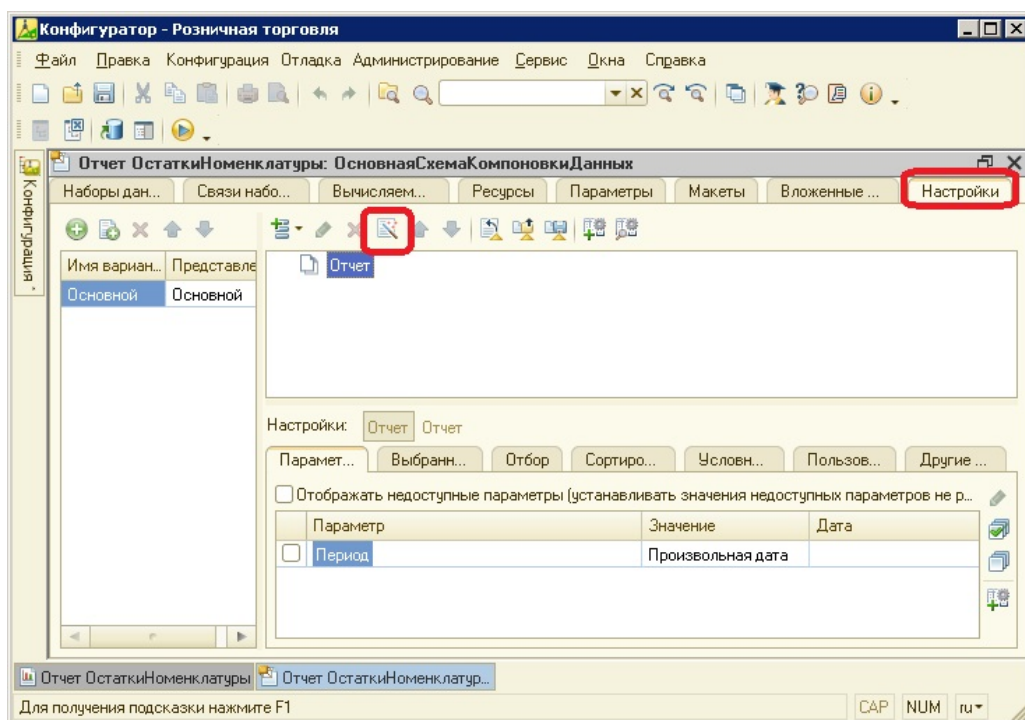 Конфигуратор - Розничная торговля
Файл Правка Конфигурация Отладка Администрирование Сервис Окна Справка
Отчет ОстаткиНоменклатуры: ОсновнаяСхемаКомпоновкиДанных
Конфигурация
Наборы дан... Связи набо... Вычисляем... Ресурсы Параметры Макеты Вложенные ... Настройки
Имя вариан... Представле
Основной Основной
Отчет
Настройки: Отчет Отчет
Парамет... Выбранн... Отбор Сортиро... Условн... Пользов... Другие ...
Отображать недоступные параметры (устанавливать значения недоступных параметров не р...
Параметр Значение Дата
Период Произвольная дата
Отчет ОстаткиНоменклатуры Отчет ОстаткиНоменклатур...
Для получения подсказки нажмите F1 CAP NUM ru